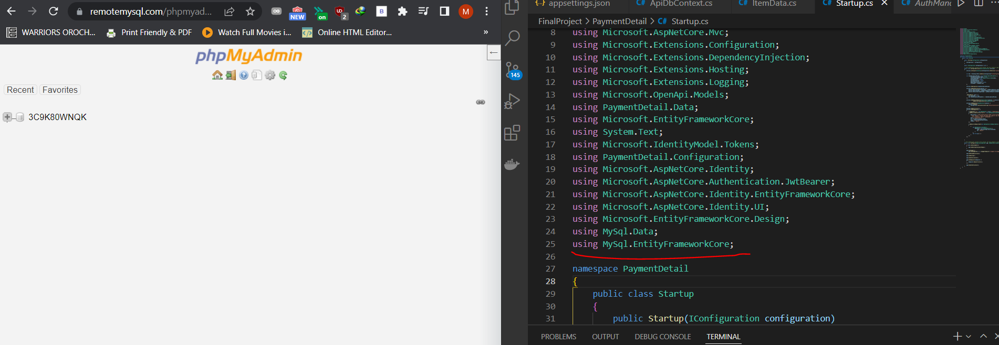 remotemysql.com/phpmyad...
NEW
on
2
B
M
WARRIORS OROCH...
Print Friendly & PDF
Watch Full Movies i...
Online HTML Editor...
»
phpMyAdmin
Recent
Favorites
3C9K80WNQK
145
appsettings.json
C# ApiDbContext.cs
C# ItemData.cs
C# Startup.cs
C# AuthMana
FinalProject > PaymentDetail > C# Startup.cs
8 using Microsoft.AspNetCore.Mvc;
9 using Microsoft.Extensions.Configuration;
10 using Microsoft.Extensions.DependencyInjection;
11 using Microsoft.Extensions.Hosting;
12 using Microsoft.Extensions.Logging;
13 using Microsoft.OpenApi.Models;
14 using PaymentDetail.Data;
15 using Microsoft.EntityFrameworkCore;
16 using System.Text;
17 using Microsoft.IdentityModel.Tokens;
18 using PaymentDetail.Configuration;
19 using Microsoft.AspNetCore.Identity;
20 using Microsoft.AspNetCore.Authentication.JwtBearer;
21 using Microsoft.AspNetCore.Identity.EntityFrameworkCore;
22 using Microsoft.AspNetCore.Identity.UI;
23 using Microsoft.EntityFrameworkCore.Design;
24 using MySql.Data;
25 using MySql.EntityFrameworkCore;
26
27 namespace PaymentDetail
28 {
29 public class Startup
30 {
31 public Startup(IConfiguration configuration)
PROBLEMS OUTPUT DEBUG CONSOLE TERMINAL